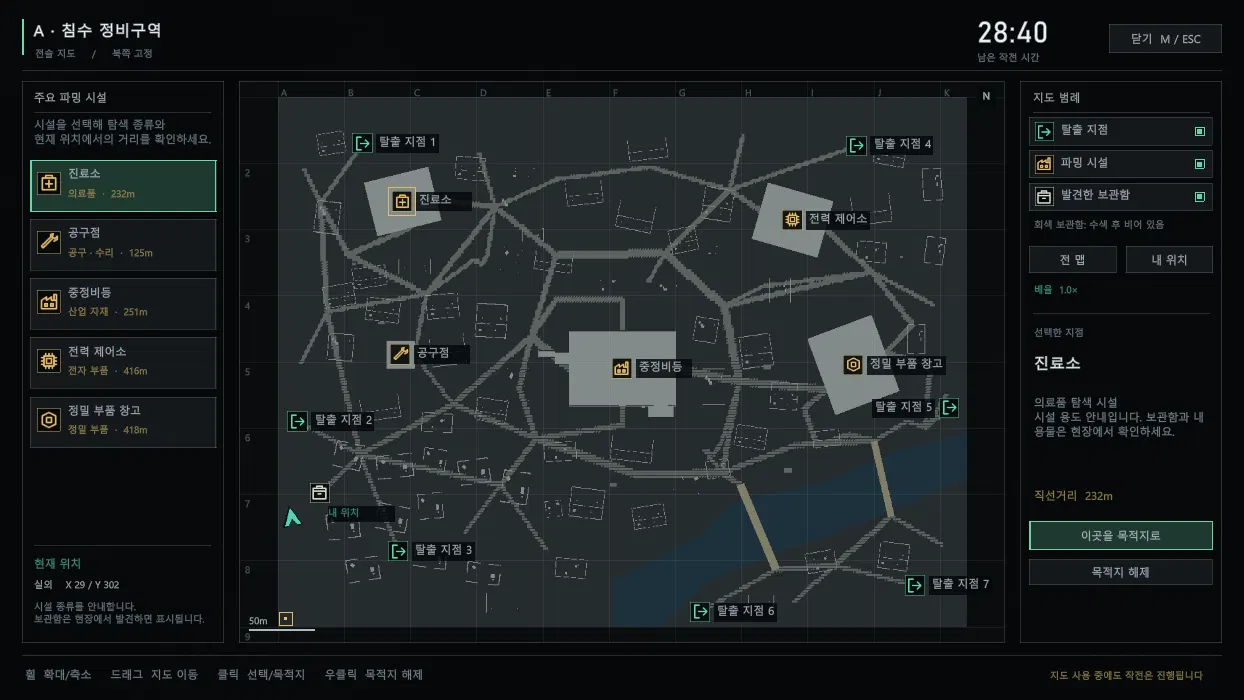 A · 침수 정비구역
전술 지도 / 북쪽 고정
28:40
남은 작전 시간
닫기 M / ESC
주요 파밍 시설
시설을 선택해 탐색 종류와
현재 위치에서의 거리를 확인하세요.
진료소
의료품 · 232m
공구점
공구 · 수리 · 125m
중정비동
산업 자재 · 251m
전력 제어소
전자 부품 · 416m
정밀 부품 창고
정밀 부품 · 418m
현재 위치
실외 X 29 / Y 302
시설 종류를 안내합니다.
보관함은 현장에서 발견하면 표시됩니다.
A B C D E F G H I J K N
2
3
4
5
6
7
8
9
탈출 지점 1
탈출 지점 4
진료소
전력 제어소
공구점
중정비동
정밀 부품 창고
탈출 지점 5
탈출 지점 2
내 위치
탈출 지점 3
탈출 지점 7
탈출 지점 6
50m
지도 범례
탈출 지점
파밍 시설
발견한 보관함
회색 보관함: 수색 후 비어 있음
전 맵
내 위치
배율 1.0×
선택한 지점
진료소
의료품 탐색 시설
시설 용도 안내입니다. 보관함과 내
용물은 현장에서 확인하세요.
직선거리 232m
이곳을 목적지로
목적지 해제
휠 확대/축소 드래그 지도 이동 클릭 선택/목적지 우클릭 목적지 해제
지도 사용 중에도 작전은 진행됩니다